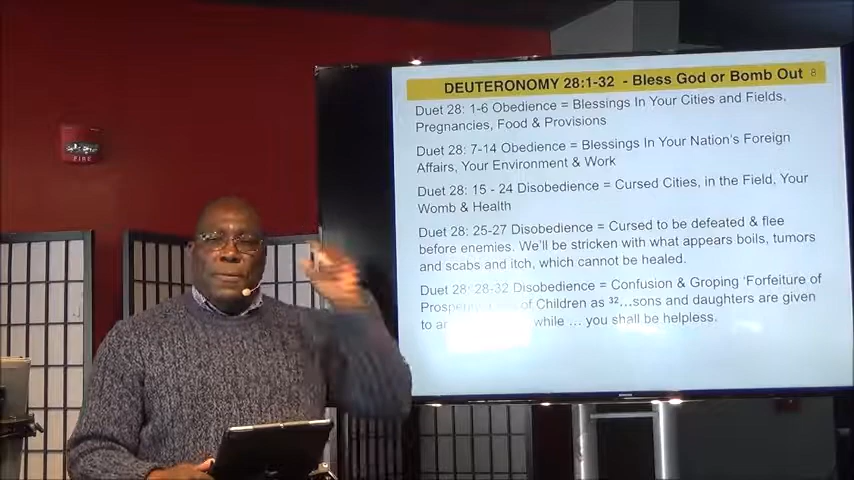 DEUTERONOMY 28:1-32 - Bless God or Bomb Out 8
Duet 28: 1-6 Obedience = Blessings In Your Cities and Fields,
Pregnancies, Food & Provisions
Duet 28: 7-14 Obedience = Blessings In Your Nation's Foreign
Affairs, Your Environment & Work
Duet 28: 15 - 24 Disobedience = Cursed Cities, in the Field, Your
Womb & Health
Duet 28: 25-27 Disobedience = Cursed to be defeated & flee
before enemies. We'll be stricken with what appears boils, tumors
and scabs and itch, which cannot be healed.
Duet 28: 28-32 Disobedience = Confusion & Groping 'Forfeiture of
of Children as ³²…sons and daughters are given
to while … you shall be helpless.
FIRE